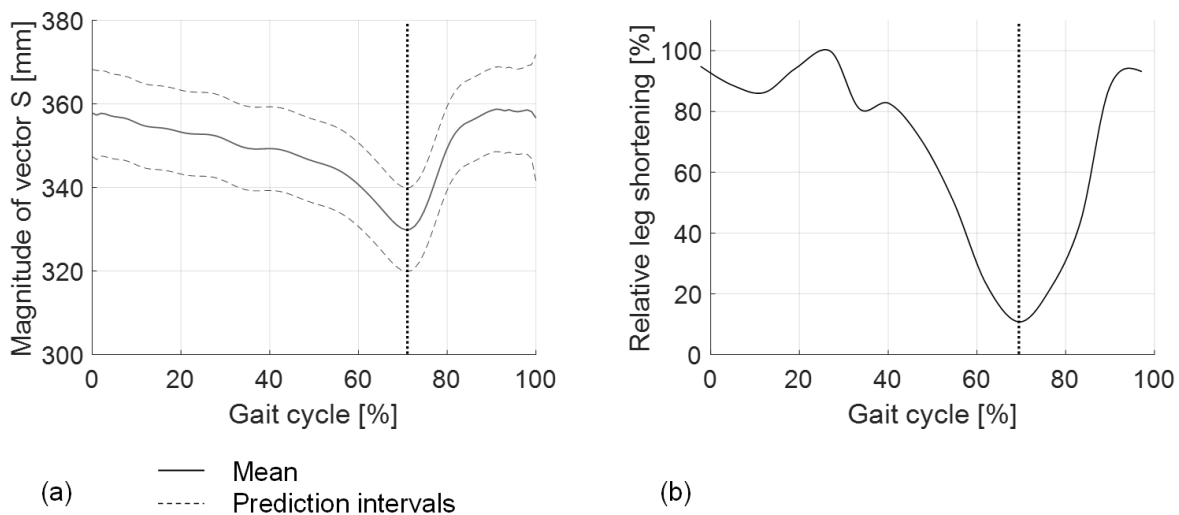 Magnitude of vector S [mm]
380
360
340
320
300
0 20 40 60 80 100
Gait cycle [%]
Relative leg shortening [%]
100
80
60
40
20
0
0 20 40 60 80 100
Gait cycle [%]
(a)
Mean
Prediction intervals
(b)